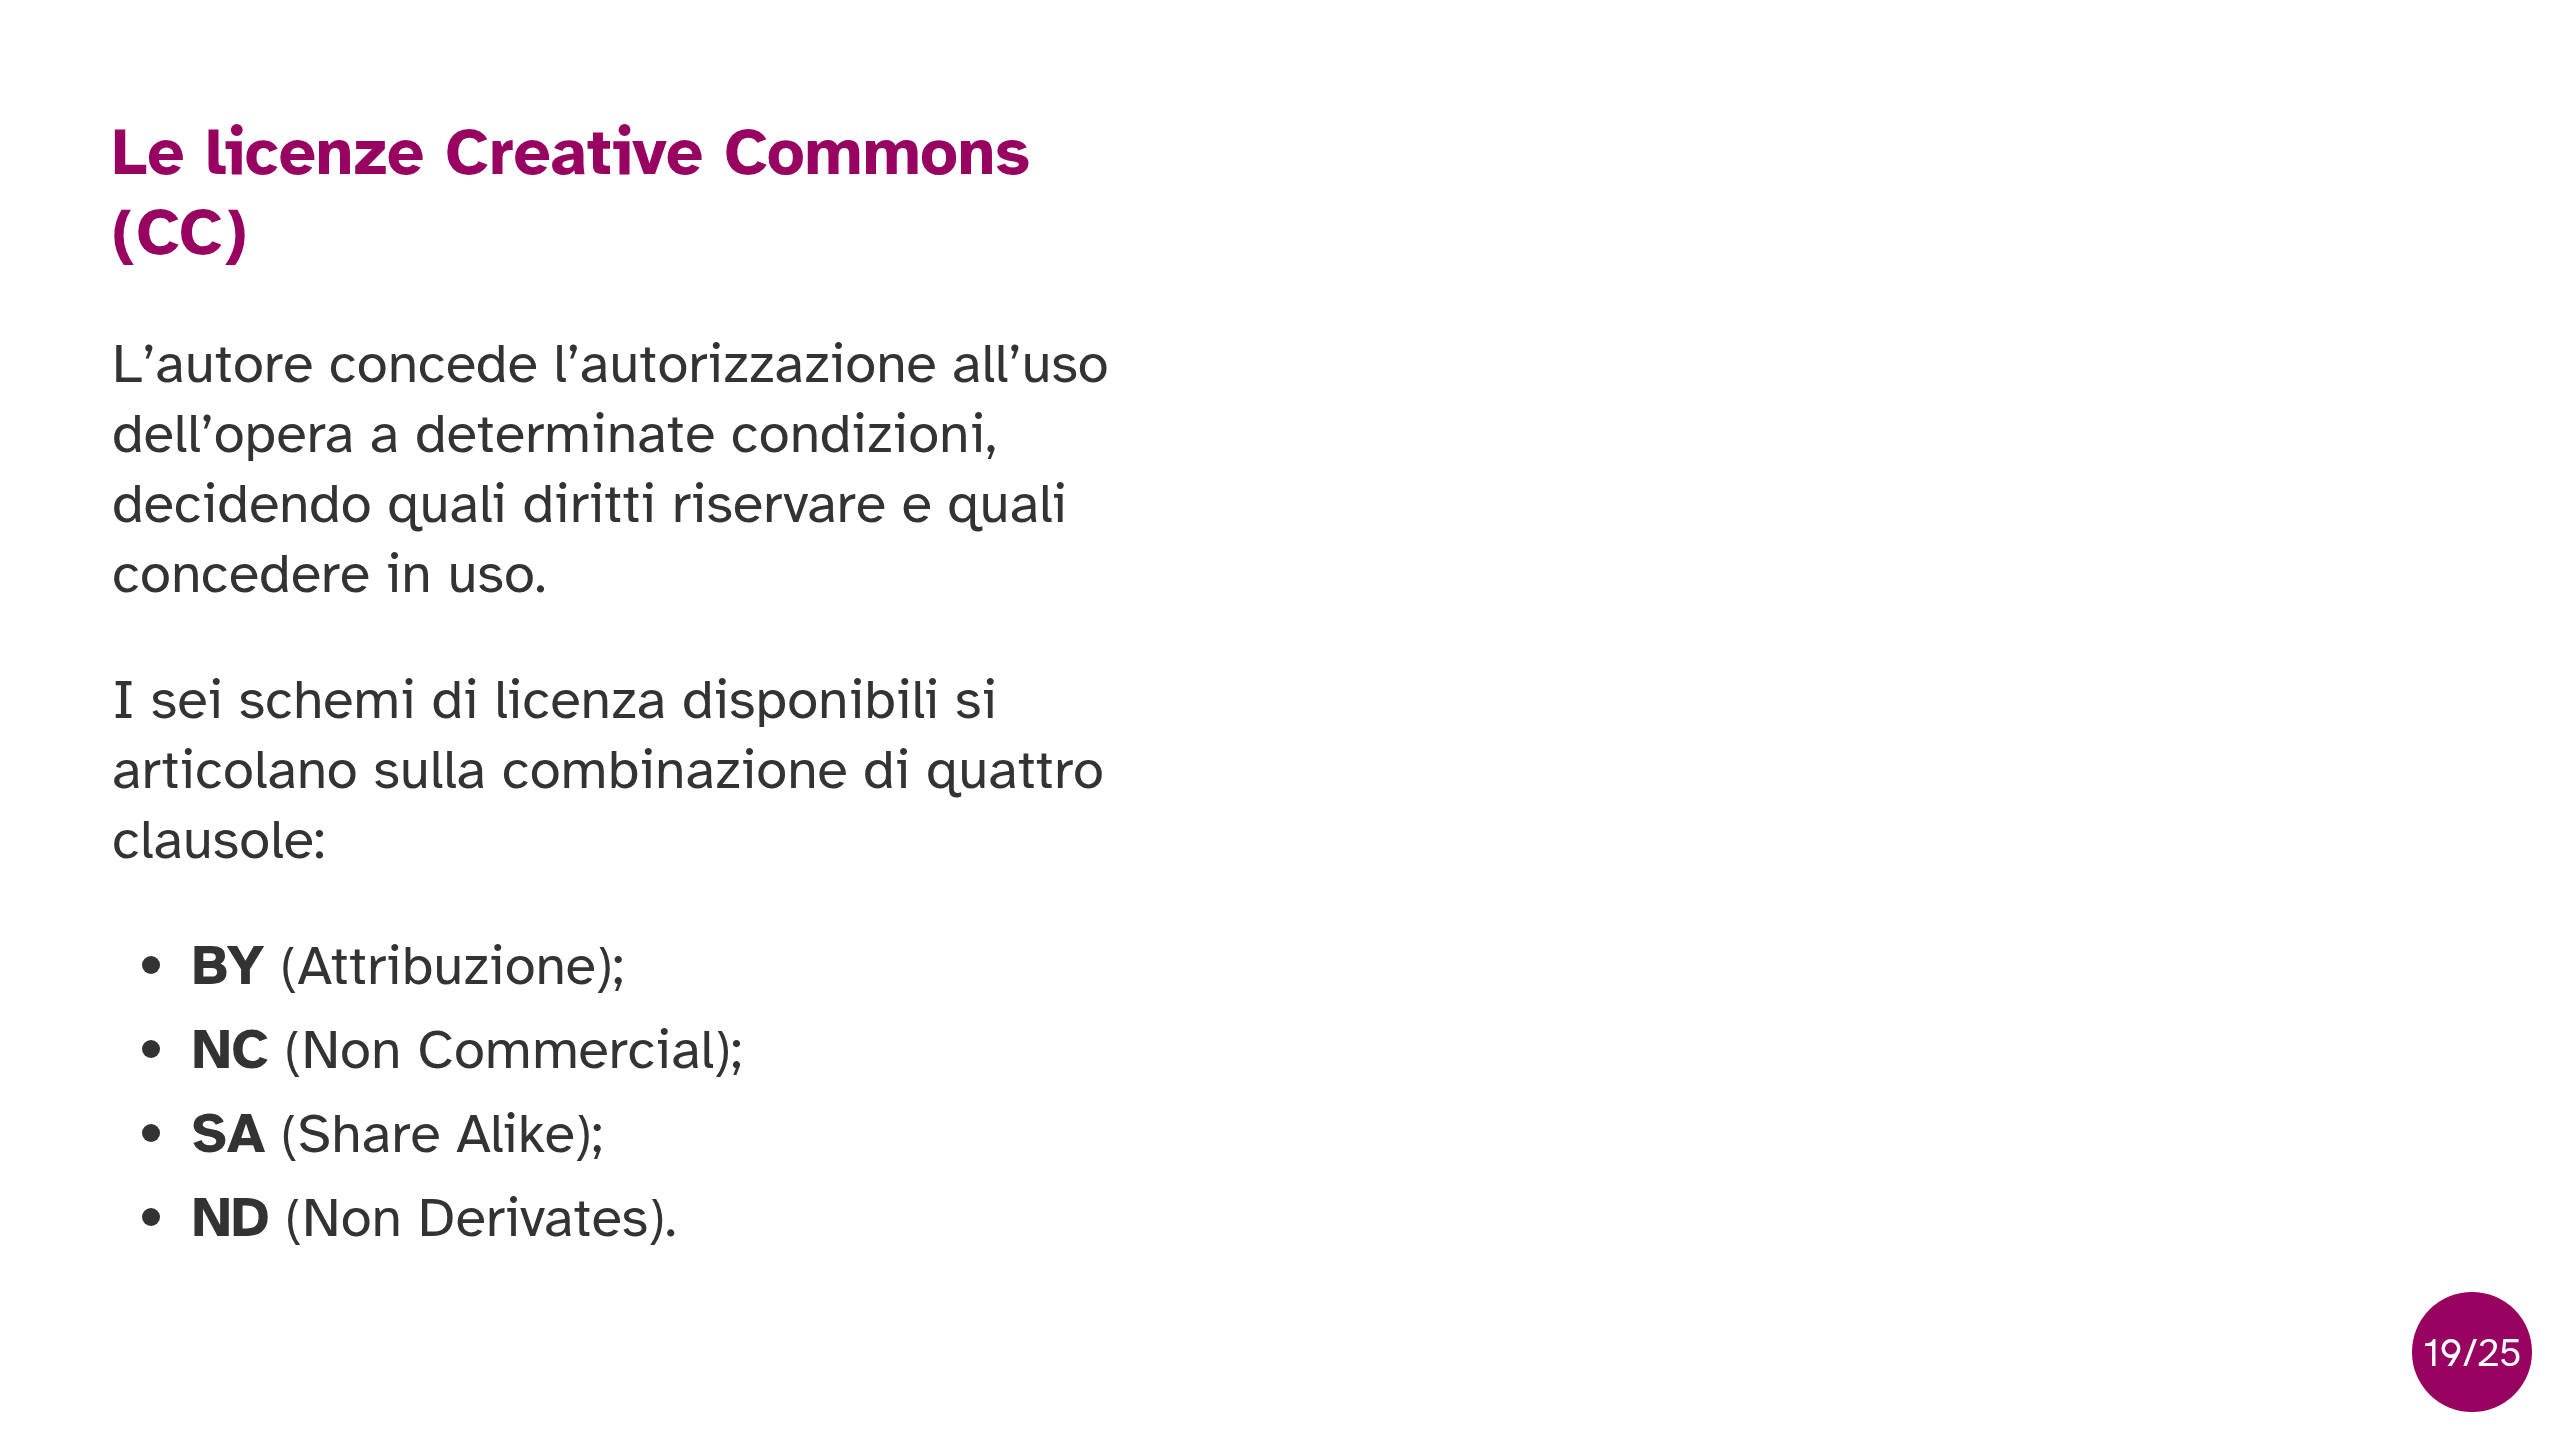 Le licenze Creative Commons
(CC)
L’autore concede l’autorizzazione all’uso
dell’opera a determinate condizioni,
decidendo quali diritti riservare e quali
concedere in uso.
I sei schemi di licenza disponibili si
articolano sulla combinazione di quattro
clausole:
• BY (Attribuzione);
• NC (Non Commercial);
• SA (Share Alike);
• ND (Non Derivates).
19/25